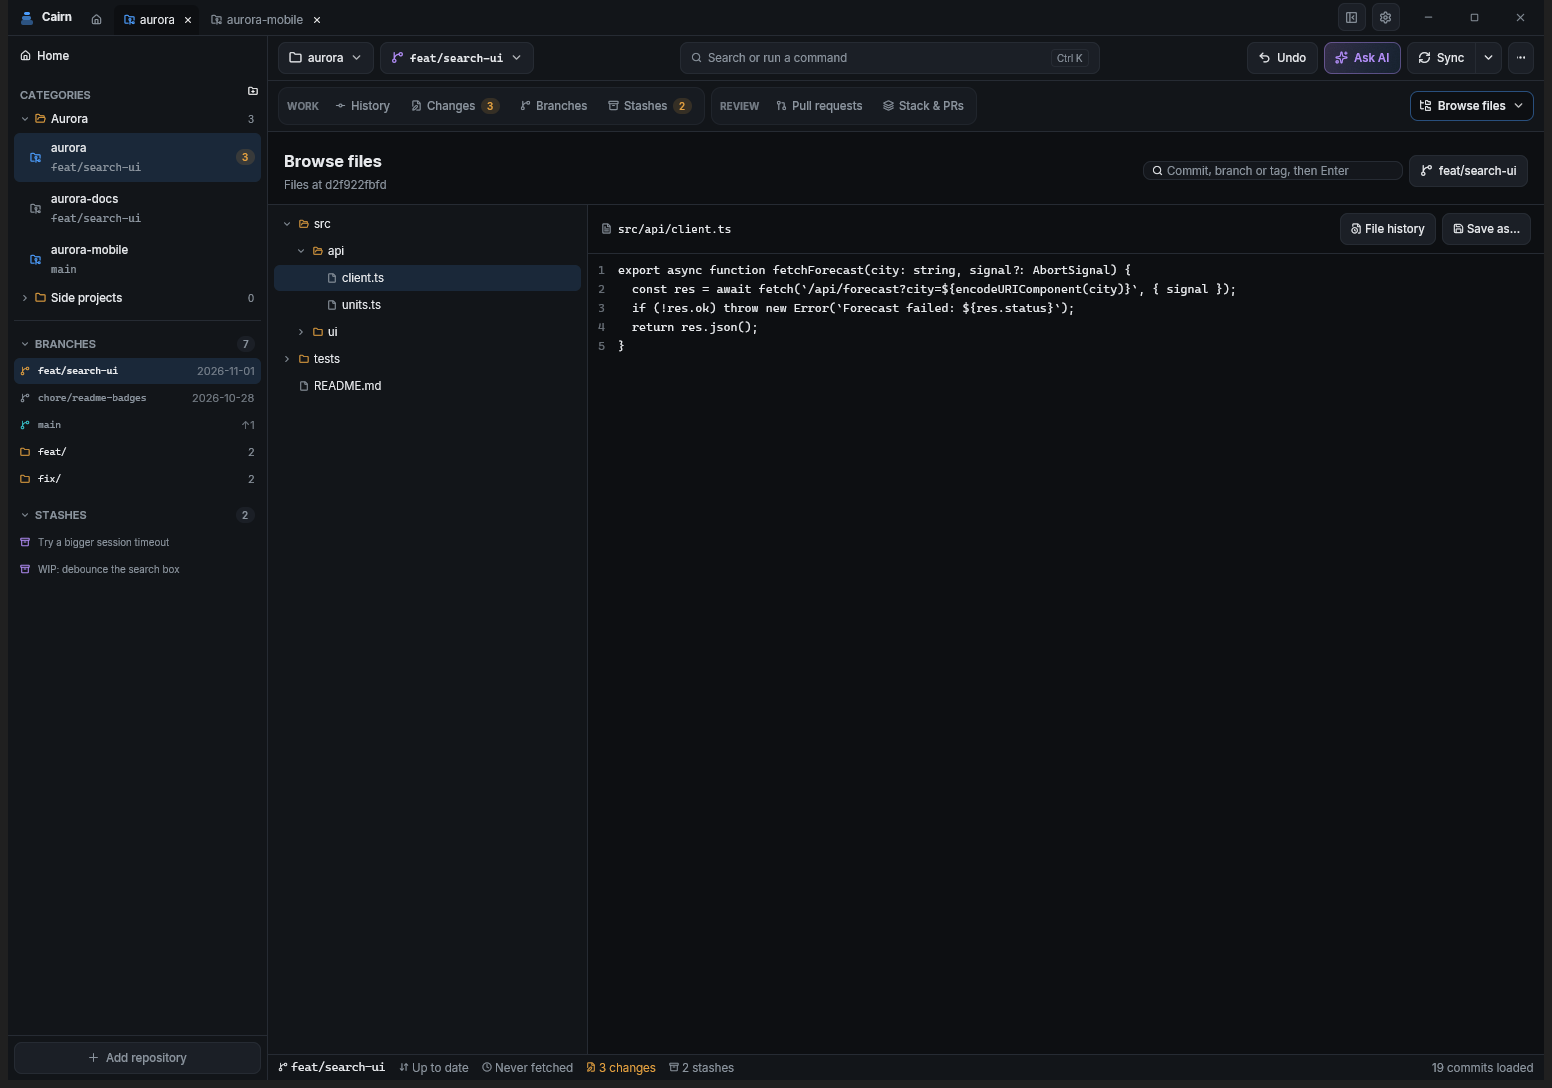 Cairn
aurora
aurora-mobile
Home
aurora
feat/search-ui
Search or run a command
Ctrl K
Undo
Ask AI
Sync
CATEGORIES
Aurora 3
aurora
feat/search-ui
3
aurora-docs
feat/search-ui
aurora-mobile
main
Side projects 0
BRANCHES 7
feat/search-ui 2026-11-01
chore/readme-badges 2026-10-28
main ↑1
feat/ 2
fix/ 2
STASHES 2
Try a bigger session timeout
WIP: debounce the search box
Add repository
WORK History Changes 3 Branches Stashes 2
REVIEW Pull requests Stack & PRs
Browse files
Browse files
Files at d2f922fbfd
Commit, branch or tag, then Enter
feat/search-ui
src
api
client.ts
units.ts
ui
tests
README.md
src/api/client.ts
File history
Save as...
1 export async function fetchForecast(city: string, signal?: AbortSignal) {
2   const res = await fetch(`/api/forecast?city=${encodeURIComponent(city)}`, { signal });
3   if (!res.ok) throw new Error(`Forecast failed: ${res.status}`);
4   return res.json();
5 }
feat/search-ui Up to date Never fetched 3 changes 2 stashes
19 commits loaded